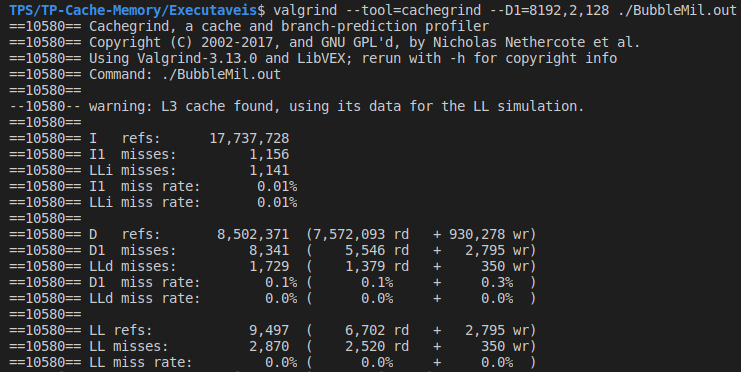 TPS/TP-Cache-Memory/Executaveis$ valgrind --tool=cachegrind --D1=8192,2,128 ./BubbleMil.out
==10580== Cachegrind, a cache and branch-prediction profiler
==10580== Copyright (C) 2002-2017, and GNU GPL'd, by Nicholas Nethercote et al.
==10580== Using Valgrind-3.13.0 and LibVEX; rerun with -h for copyright info
==10580== Command: ./BubbleMil.out
==10580==
--10580-- warning: L3 cache found, using its data for the LL simulation.
==10580==
==10580== I   refs:      17,737,728
==10580== I1  misses:         1,156
==10580== LLi misses:         1,141
==10580== I1  miss rate:       0.01%
==10580== LLi miss rate:       0.01%
==10580==
==10580== D   refs:       8,502,371  (7,572,093 rd   + 930,278 wr)
==10580== D1  misses:         8,341  (    5,546 rd   +   2,795 wr)
==10580== LLd misses:         1,729  (    1,379 rd   +     350 wr)
==10580== D1  miss rate:        0.1% (      0.1%     +     0.3%  )
==10580== LLd miss rate:        0.0% (      0.0%     +     0.0%  )
==10580==
==10580== LL refs:            9,497  (    6,702 rd   +   2,795 wr)
==10580== LL misses:          2,870  (    2,520 rd   +     350 wr)
==10580== LL miss rate:         0.0% (      0.0%     +     0.0%  )